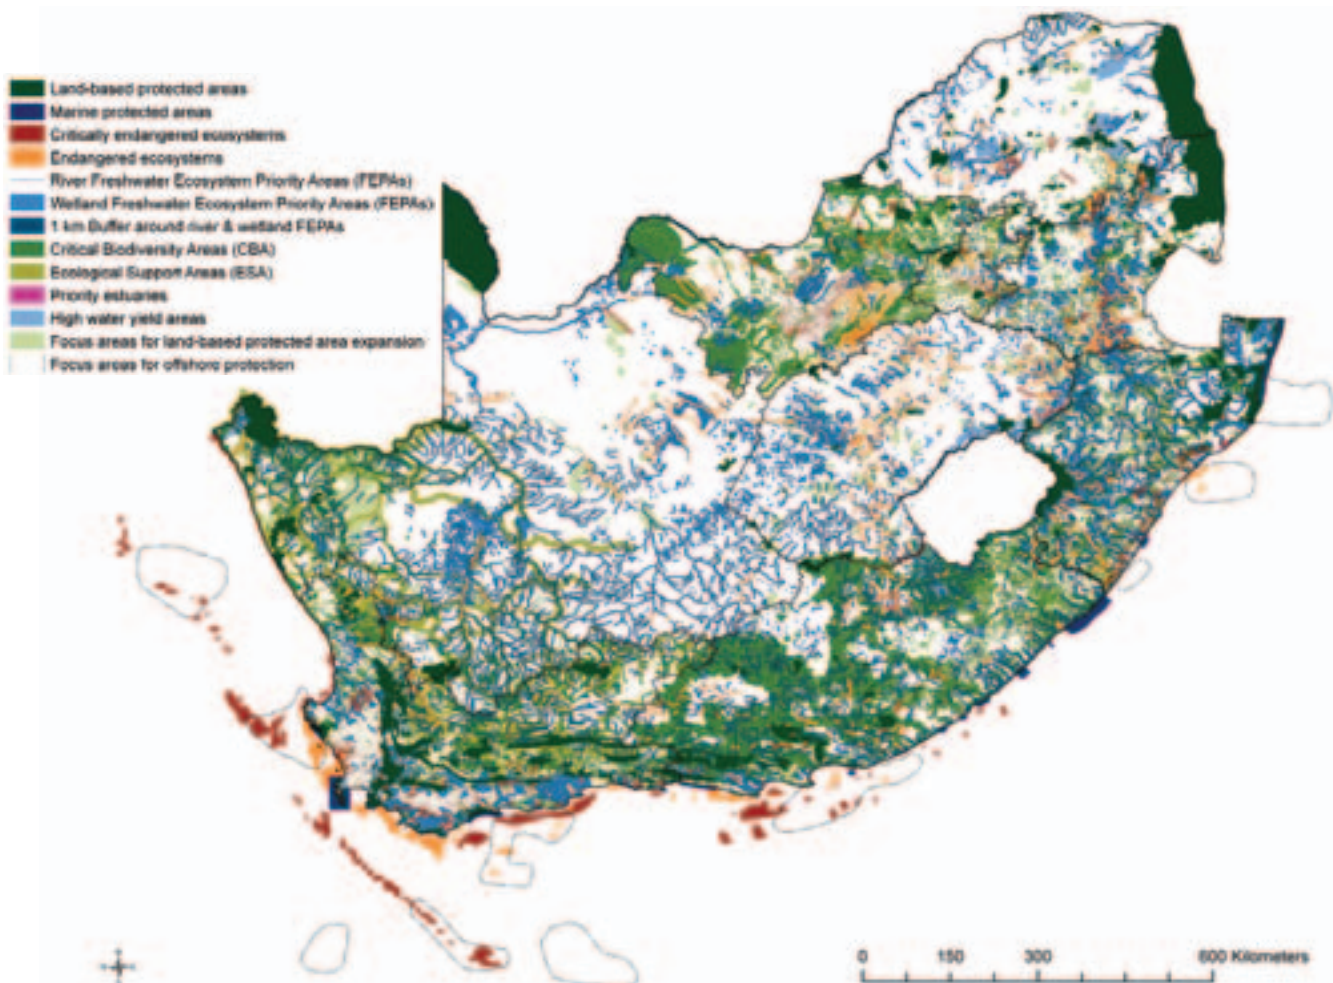 Land-based protected areas
Marine protected areas
Critically endangered ecosystems
Endangered ecosystems
River Freshwater Ecosystem Priority Areas (FEPAs)
Wetland Freshwater Ecosystem Priority Areas (FEPAs)
1 km Buffer around river & wetland FEPAs
Critical Biodiversity Areas (CBA)
Ecological Support Areas (ESA)
Priority estuaries
High water yield areas
Focus areas for land-based protected area expansion
Focus areas for offshore protection
0 150 300 600 Kilometers